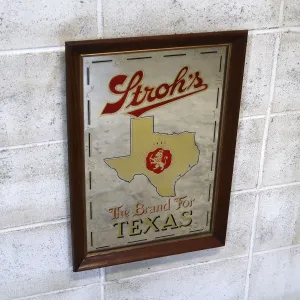 Stroh's
The Brand For
TEXAS